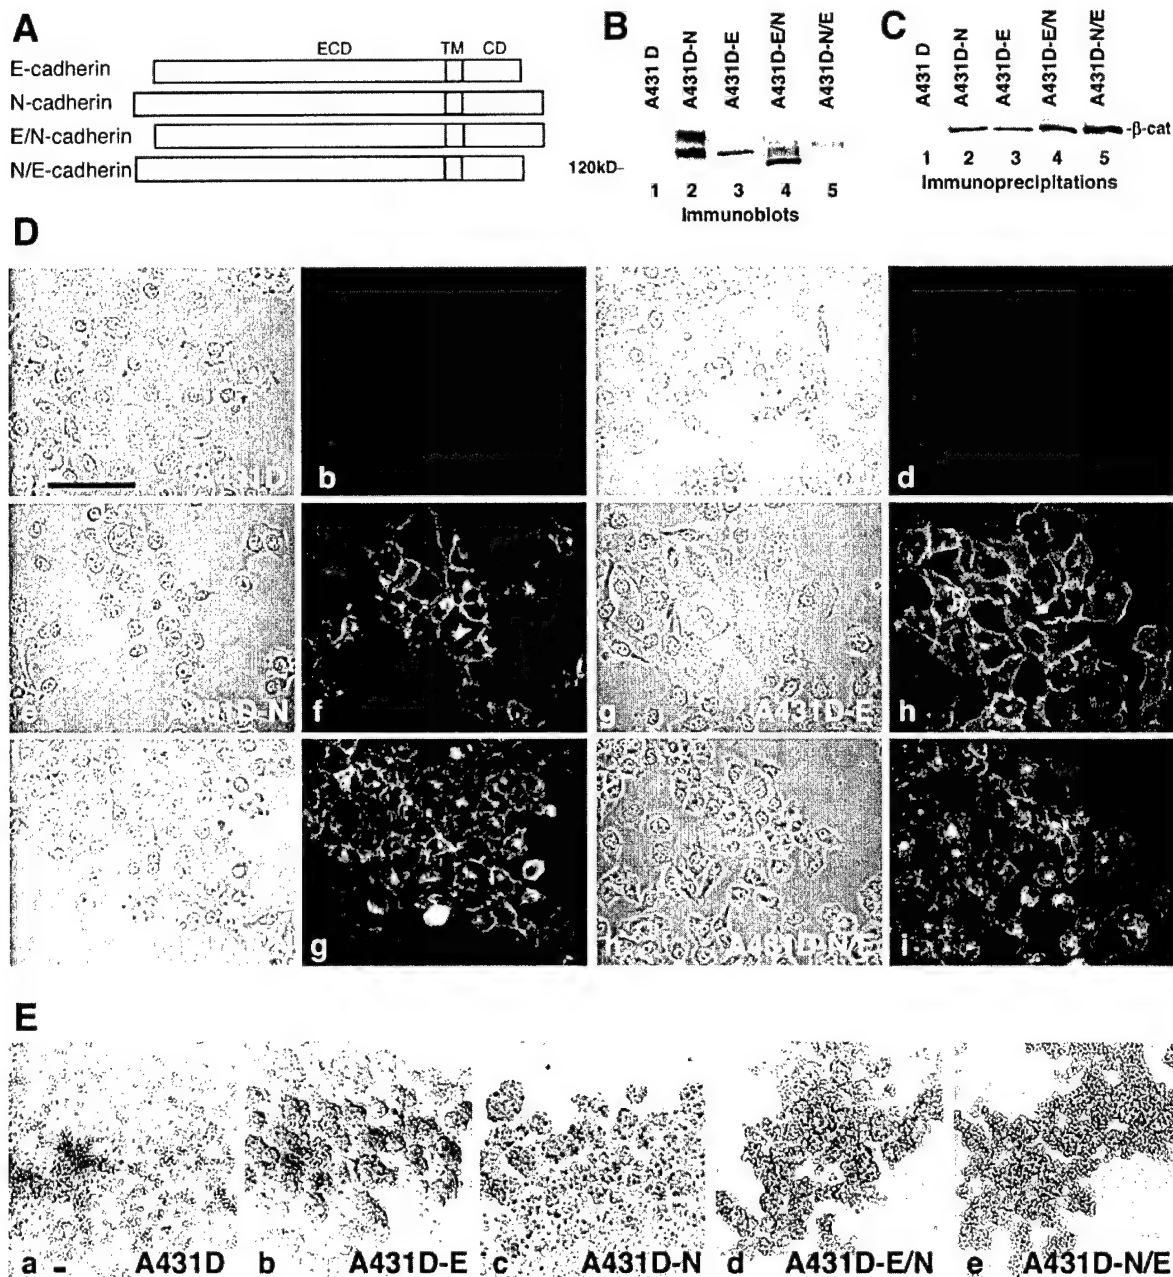 A
ECD TM CD
E-cadherin
N-cadherin
E/N-cadherin
N/E-cadherin
B
A431 D
A431D-N
A431D-E
A431D-E/N
A431D-N/E
120kD-
1 2 3 4 5
Immunoblots
C
A431 D
A431D-N
A431D-E
A431D-E/N
A431D-N/E
-β-cat
1 2 3 4 5
Immunoprecipitations
D
b d
A431D-N f g A431D-E h
g h A431D-N/E i
E
a A431D b A431D-E c A431D-N d A431D-E/N e A431D-N/E